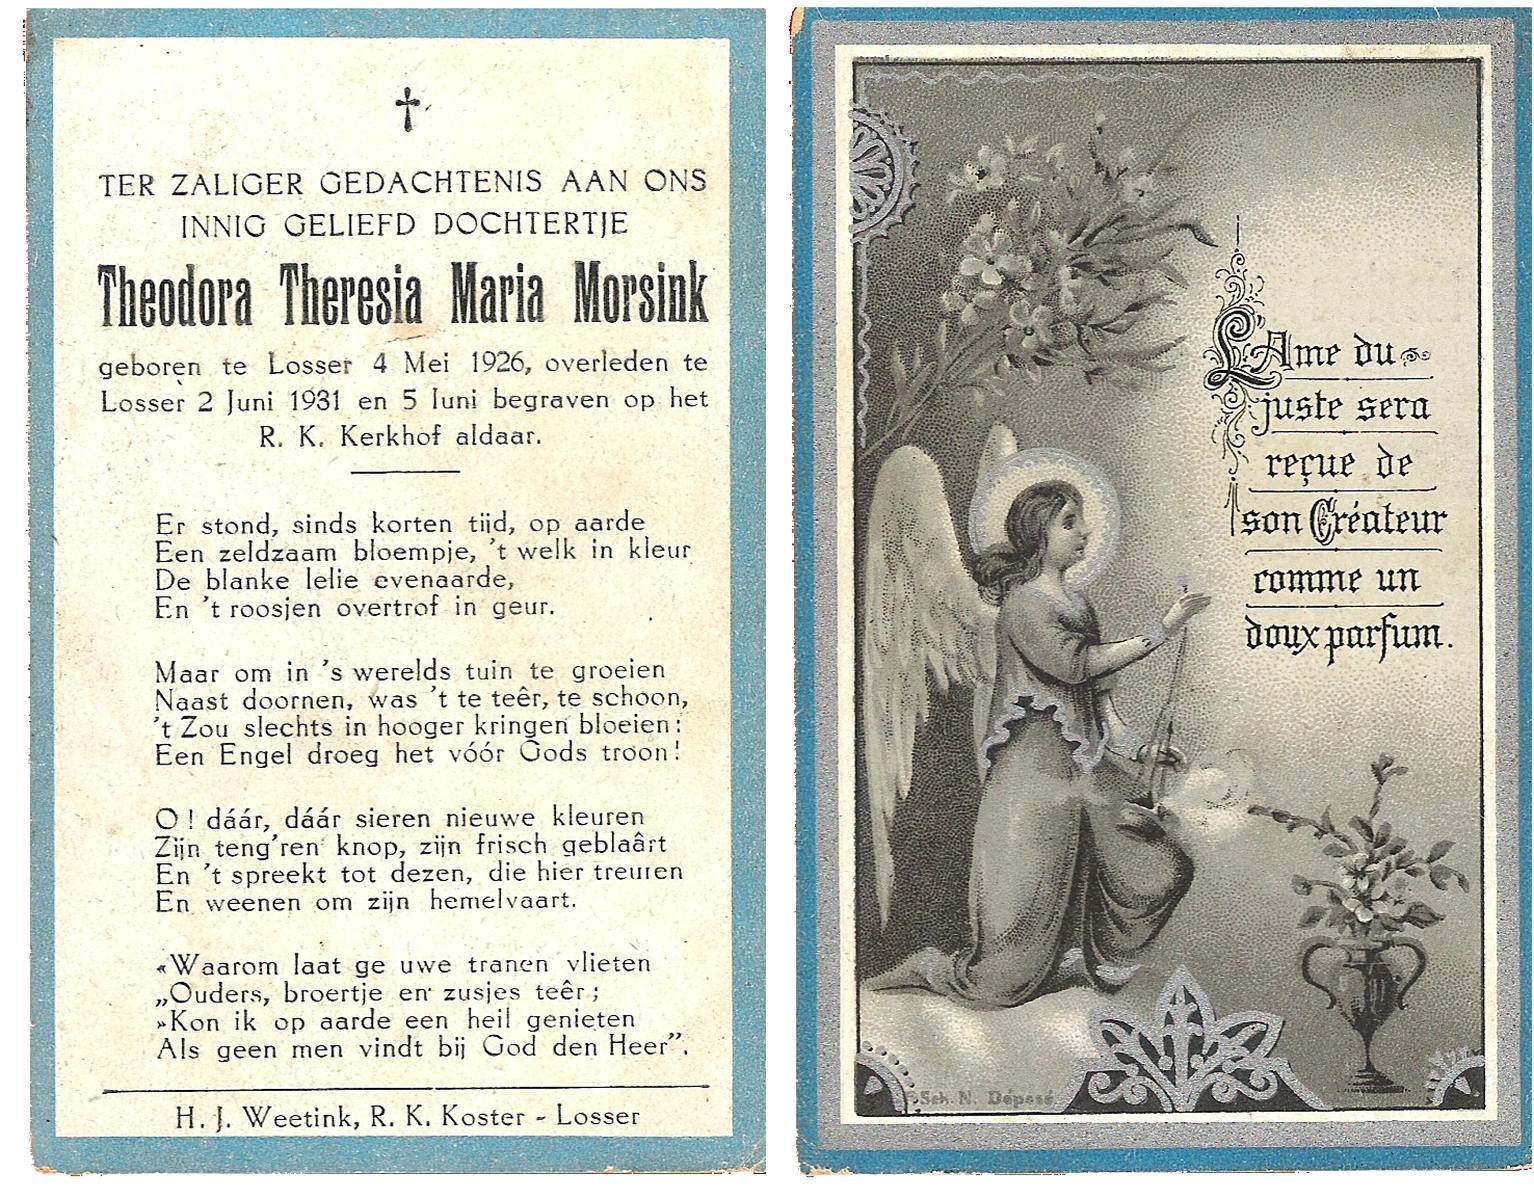 TER ZALIGER GEDACHTENIS AAN ONS
INNIG GELIEFD DOCHTERTJE
Theodora Theresia Maria Morsink
geboren te Losser 4 Mei 1926, overleden te
Losser 2 Juni 1931 en 5 Iuni begraven op het
R. K. Kerkhof aldaar.
Er stond, sinds korten tijd, op aarde
Een zeldzaam bloempje, 't welk in kleur
De blanke lelie evenaarde,
En 't roosjen overtrof in geur.
Maar om in 's werelds tuin te groeien
Naast doornen, was 't te teêr, te schoon,
't Zou slechts in hooger kringen bloeien:
Een Engel droeg het vóór Gods troon!
O! dáár, dáár sieren nieuwe kleuren
Zijn teng'ren knop, zijn frisch geblaârt
En 't spreekt tot dezen, die hier treuren
En weenen om zijn hemelvaart.
«Waarom laat ge uwe tranen vlieten
„Ouders, broertje en zusjes teêr;
»Kon ik op aarde een heil genieten
Als geen men vindt bij God den Heer”.
H. J. Weetink, R. K. Koster - Losser
L'Ame du
juste sera
reçue de
son Créateur
comme un
doux parfum.
Sch. N. Déposé